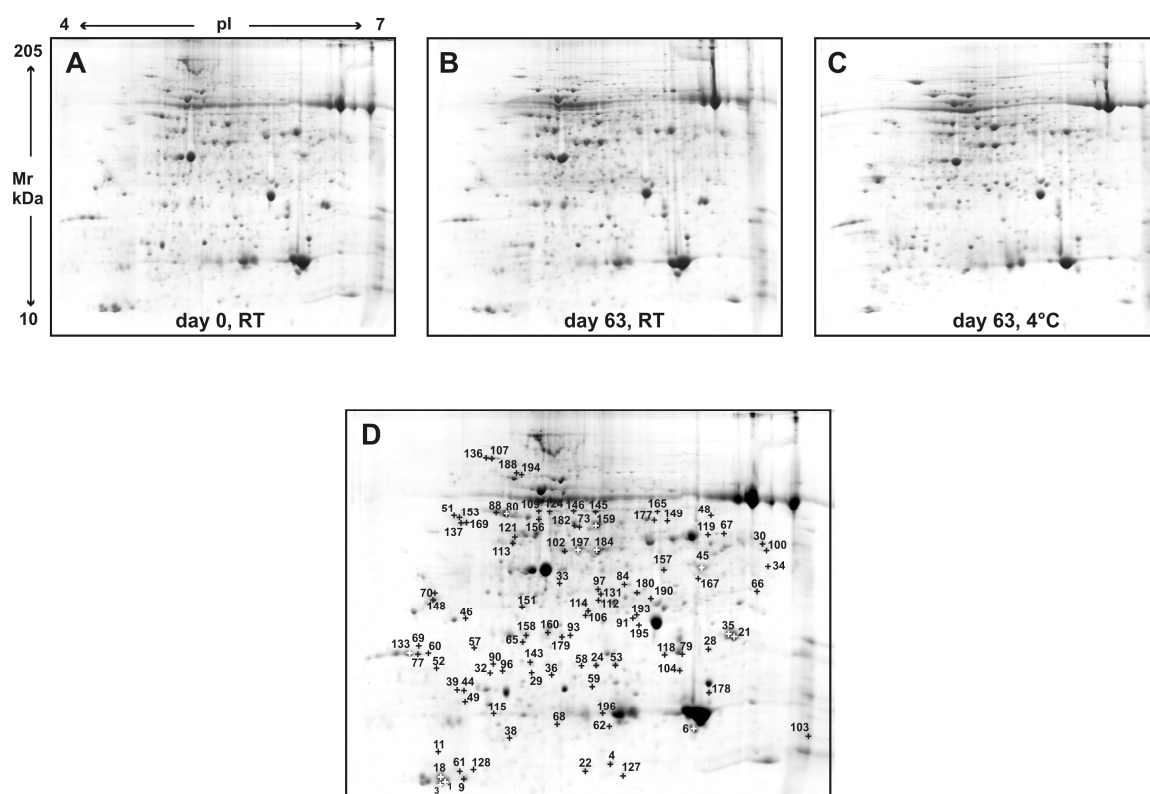 4 pI 7
205
Mr
kDa
10
A
day 0, RT
B
day 63, RT
C
day 63, 4°C
D
136 107
188 194
51 153 88 80 109 124 146 145 165 48
137 169 121 156 182 73 159 177 149 119 67
113 102 197 184 30 100
33 157 45 34
70 97 84 180 167 66
148 151 131 190
46 114 112 193
106 91 195
133 69 60 57 65 158 160 179 93 118 79 28 35 21
77 52 32 90 96 143 58 24 53 104
39 44 29 36 59 178
49 115 68 196
38 62 6 103
11 61 128 22 4
18 9 127
3 1